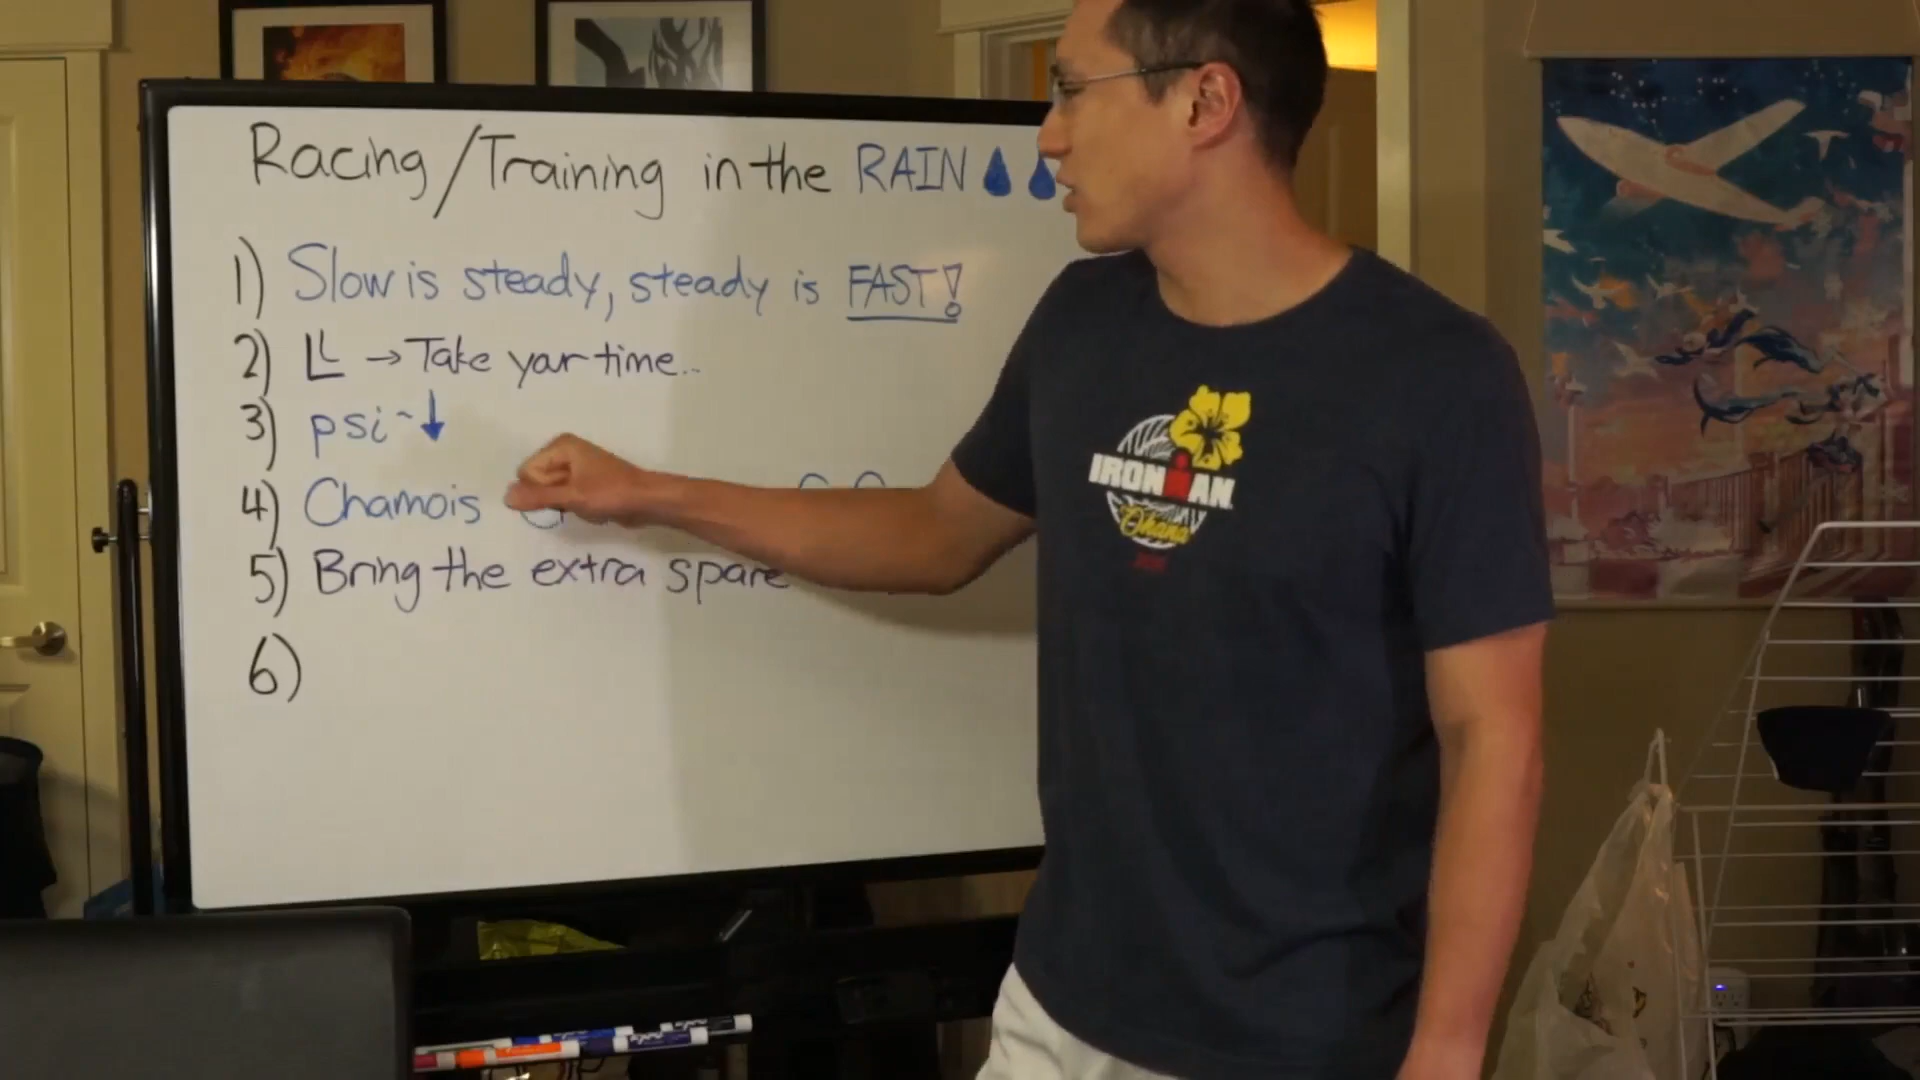 Racing/Training in the RAIN
1) Slow is steady, steady is FAST!
2) LL → Take your time..
3) psi ~ ↓
4) Chamois
5) Bring the extra spare
6)
IRONMAN
Ohana